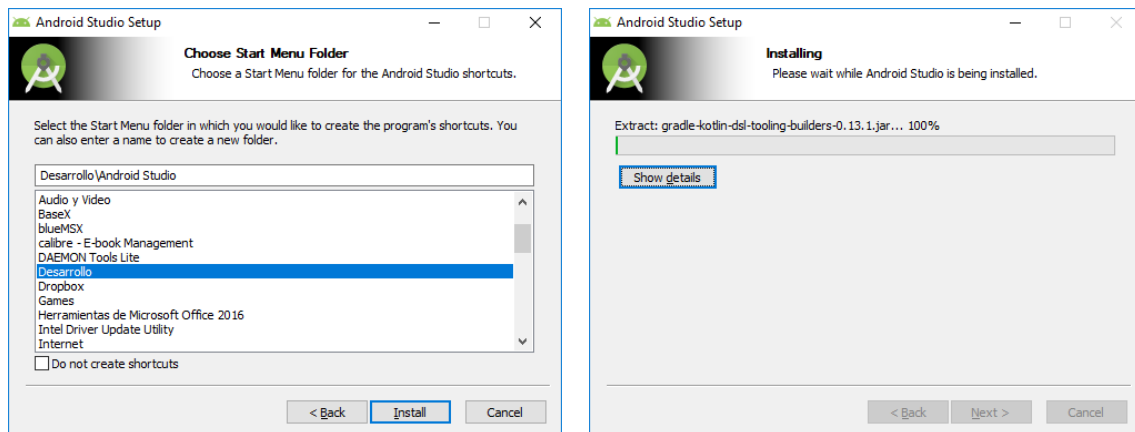 Android Studio Setup
Choose Start Menu Folder
Choose a Start Menu folder for the Android Studio shortcuts.
Select the Start Menu folder in which you would like to create the program's shortcuts. You
can also enter a name to create a new folder.
Desarrollo\Android Studio
Audio y Video
BaseX
blueMSX
calibre - E-book Management
DAEMON Tools Lite
Desarrollo
Dropbox
Games
Herramientas de Microsoft Office 2016
Intel Driver Update Utility
Internet
Do not create shortcuts
< Back Install Cancel
Android Studio Setup
Installing
Please wait while Android Studio is being installed.
Extract: gradle-kotlin-dsl-tooling-builders-0.13.1.jar... 100%
Show details
< Back Next > Cancel